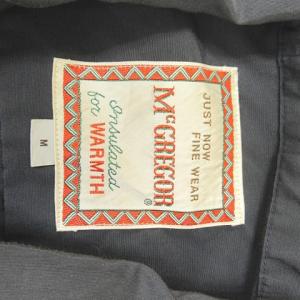 JUST NOW
FINE WEAR
McGREGOR®
Insulated
for WARMTH
M